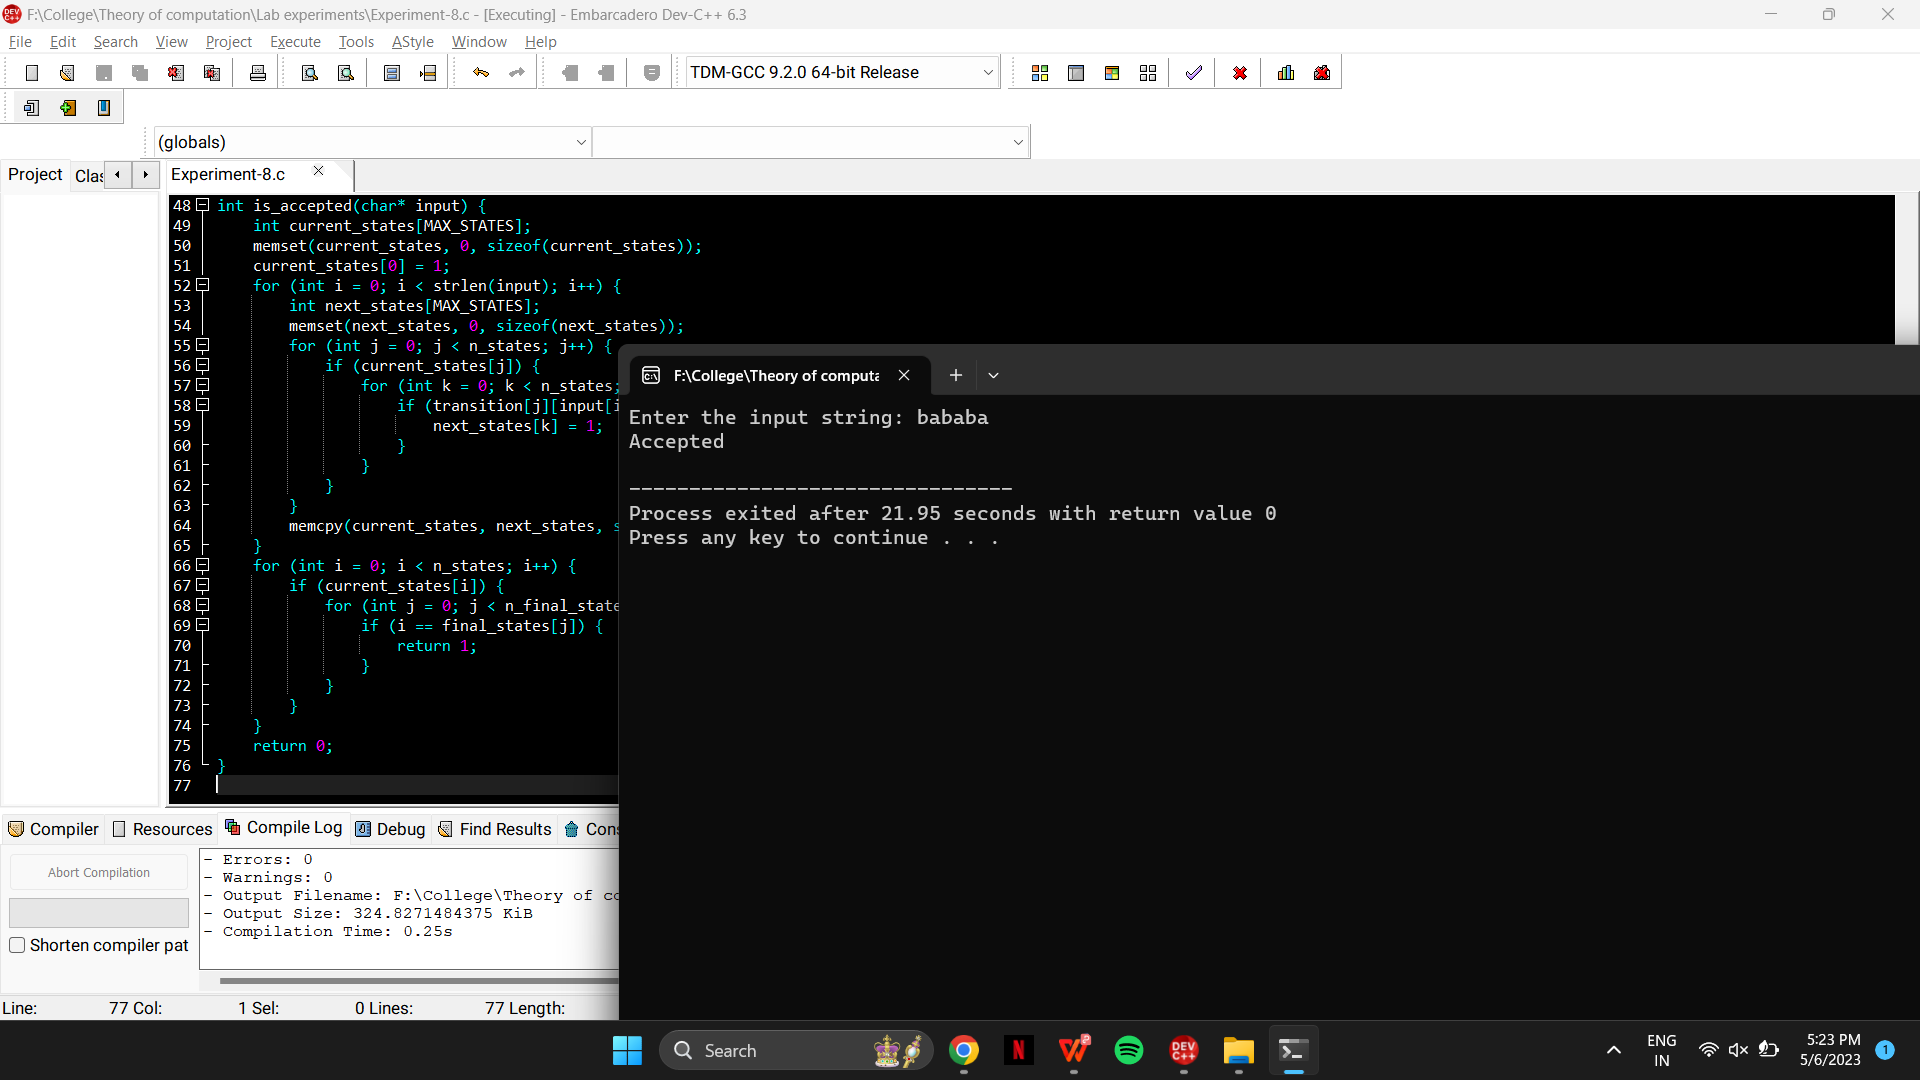 F:\College\Theory of computation\Lab experiments\Experiment-8.c - [Executing] - Embarcadero Dev-C++ 6.3
File Edit Search View Project Execute Tools AStyle Window Help
TDM-GCC 9.2.0 64-bit Release
(globals)
Project Clas
Experiment-8.c
48 int is_accepted(char* input) {
49 int current_states[MAX_STATES];
50 memset(current_states, 0, sizeof(current_states));
51 current_states[0] = 1;
52 for (int i = 0; i < strlen(input); i++) {
53 int next_states[MAX_STATES];
54 memset(next_states, 0, sizeof(next_states));
55 for (int j = 0; j < n_states; j++) {
56 if (current_states[j]) {
57 for (int k = 0; k < n_states;
58 if (transition[j][input[i
59 next_states[k] = 1;
60 }
61 }
62 }
63 }
64 memcpy(current_states, next_states, s
65 }
66 for (int i = 0; i < n_states; i++) {
67 if (current_states[i]) {
68 for (int j = 0; j < n_final_state
69 if (i == final_states[j]) {
70 return 1;
71 }
72 }
73 }
74 }
75 return 0;
76 }
77
F:\College\Theory of computa
Enter the input string: bababa
Accepted
--------------------------------
Process exited after 21.95 seconds with return value 0
Press any key to continue . . .
Compiler Resources Compile Log Debug Find Results Cons
Abort Compilation
Shorten compiler pat
- Errors: 0
- Warnings: 0
- Output Filename: F:\College\Theory of co
- Output Size: 324.8271484375 KiB
- Compilation Time: 0.25s
Line: 77 Col: 1 Sel: 0 Lines: 77 Length:
Search
DEV C++
ENG
IN
5:23 PM
5/6/2023
1